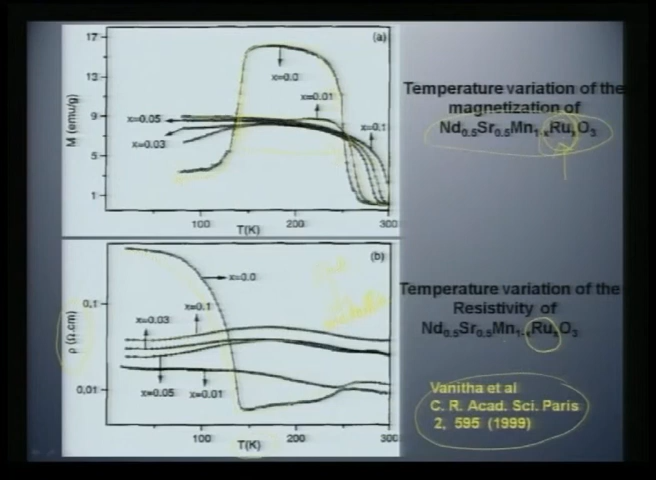 17
13
9
5
1
M (emu/g)
(a)
x=0.0
x=0.01
x=0.05
x=0.03
x=0.1
100
200
300
T(K)
Temperature variation of the
magnetization of
Nd0.5Sr0.5Mn1-xRuxO3
(b)
x=0.0
0,1
x=0.1
x=0.03
ρ (Ω.cm)
0,01
x=0.05
x=0.01
100
200
300
T(K)
Temperature variation of the
Resistivity of
Nd0.5Sr0.5Mn1-xRuxO3
Vanitha et al
C. R. Acad. Sci. Paris
2, 595 (1999)